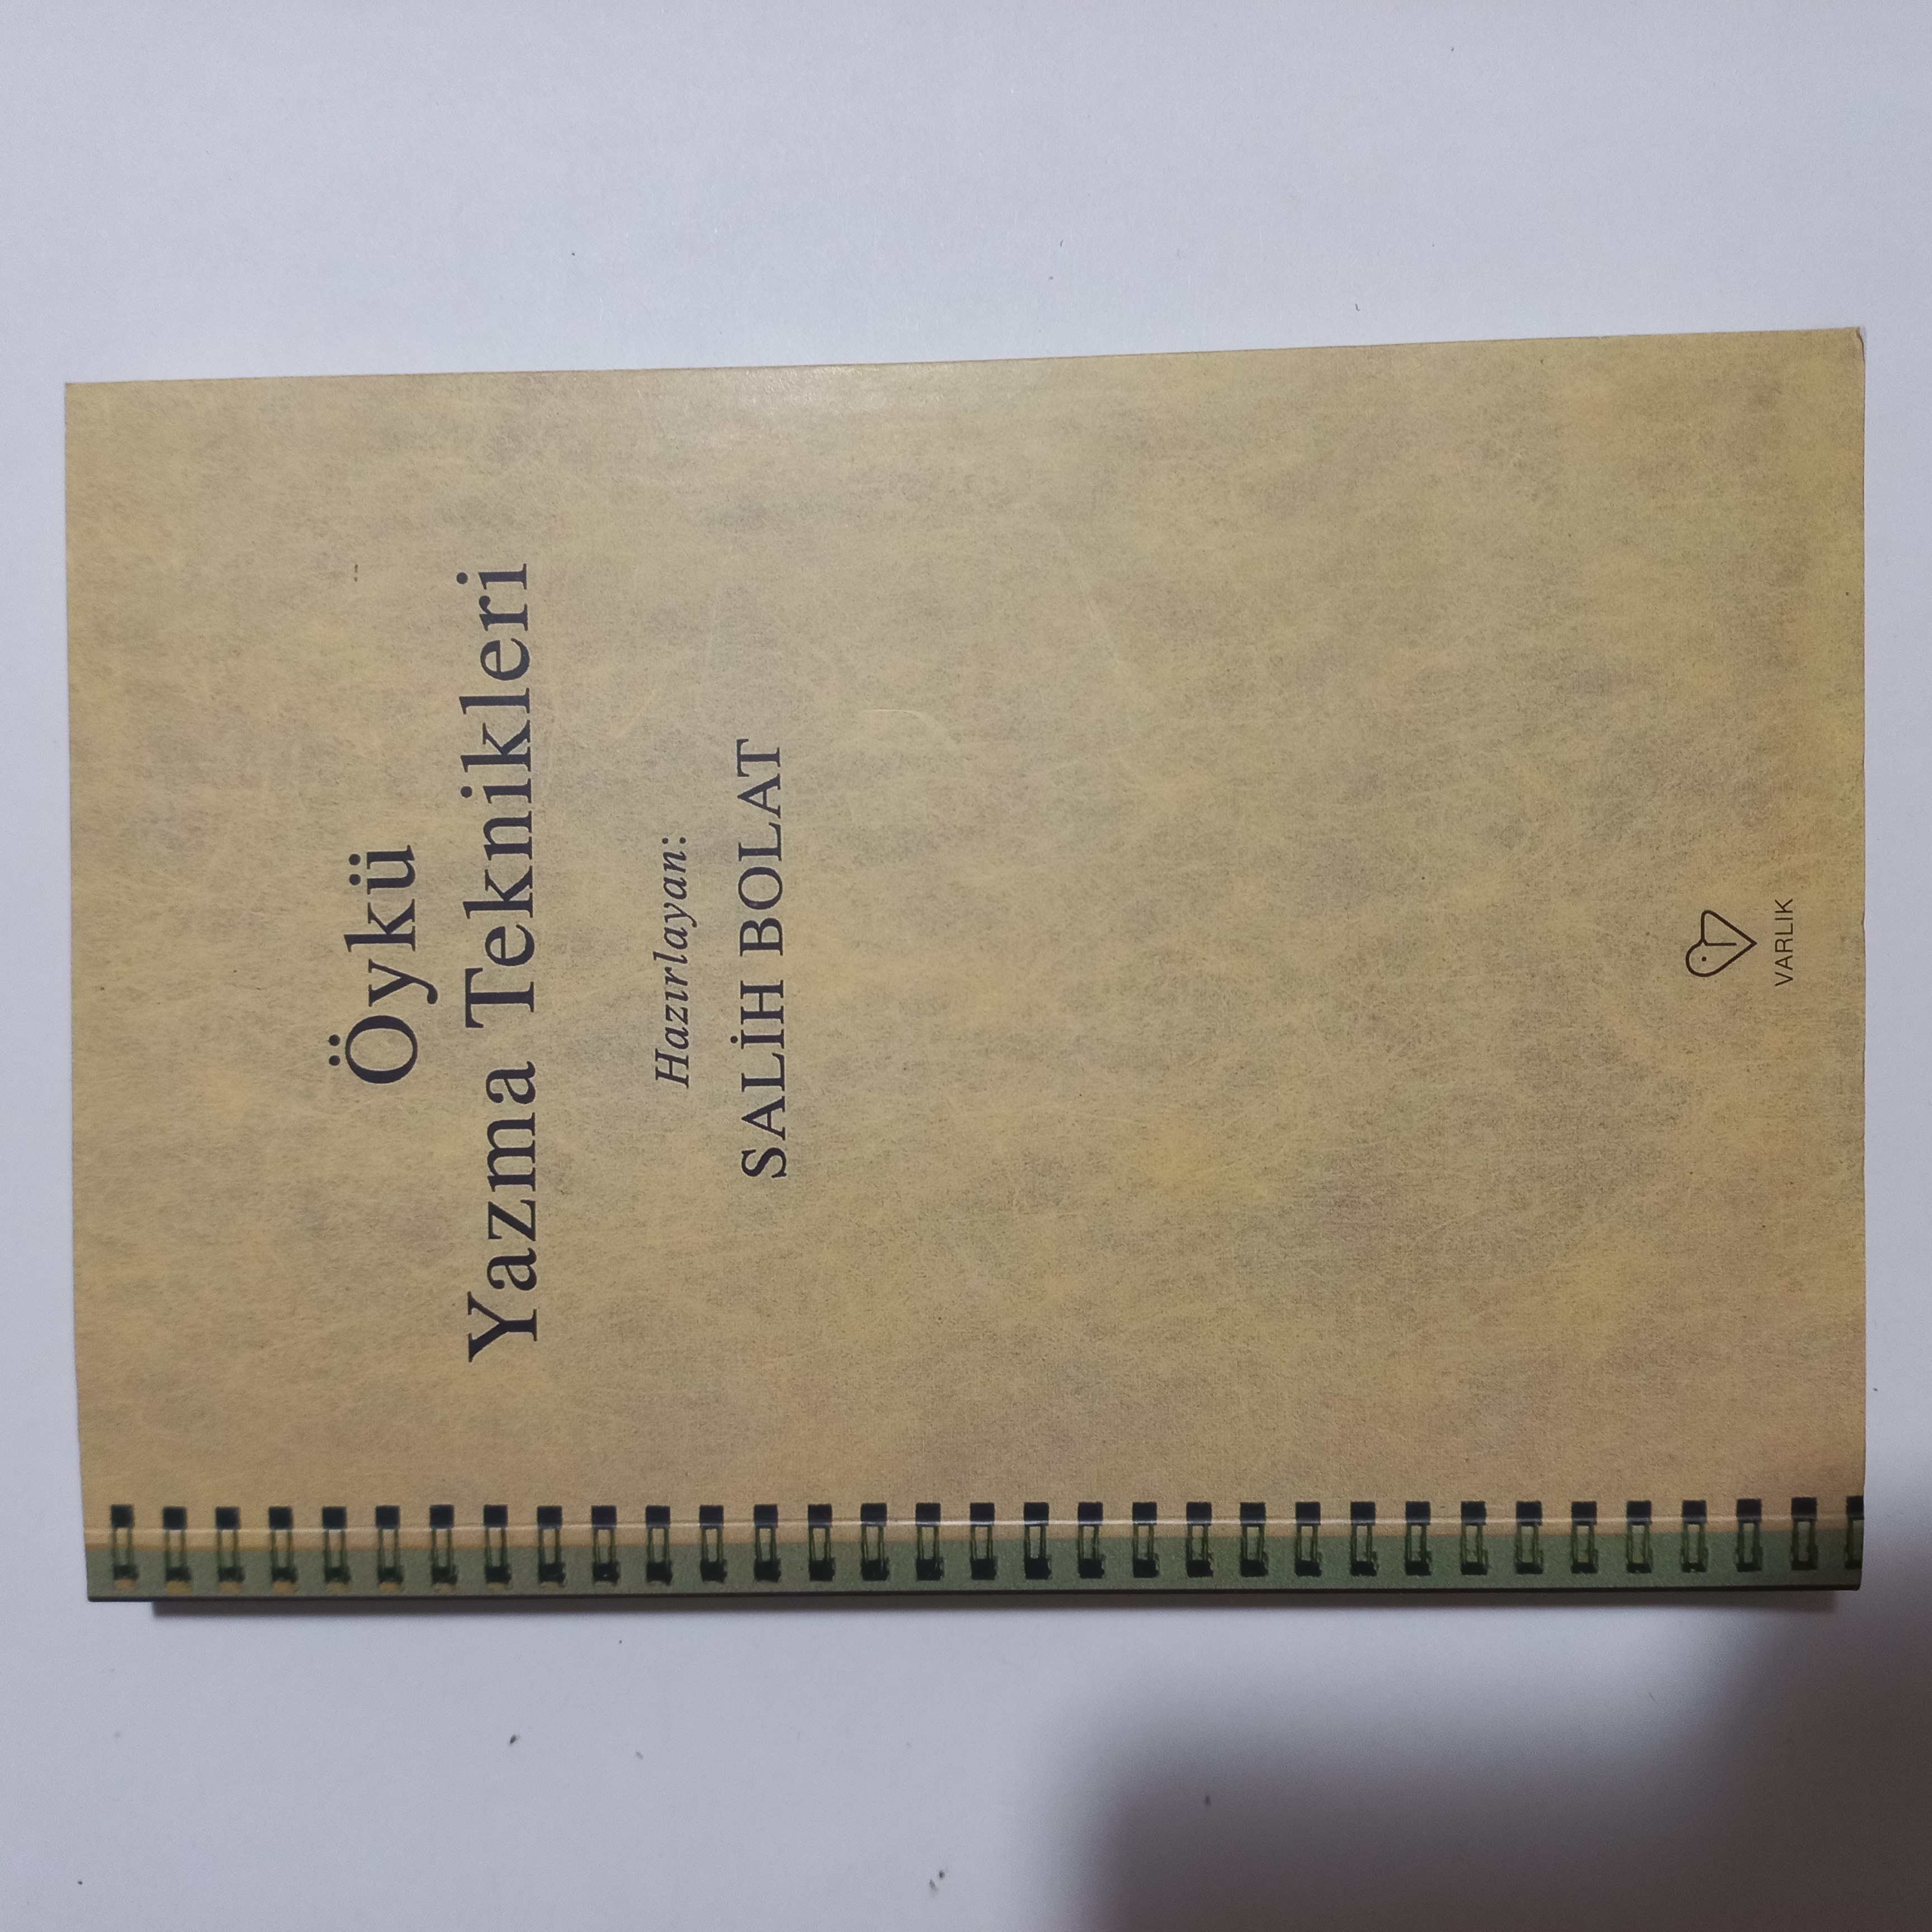 Öykü
Yazma Teknikleri
Hazırlayan:
SALİH BOLAT
VARLIK